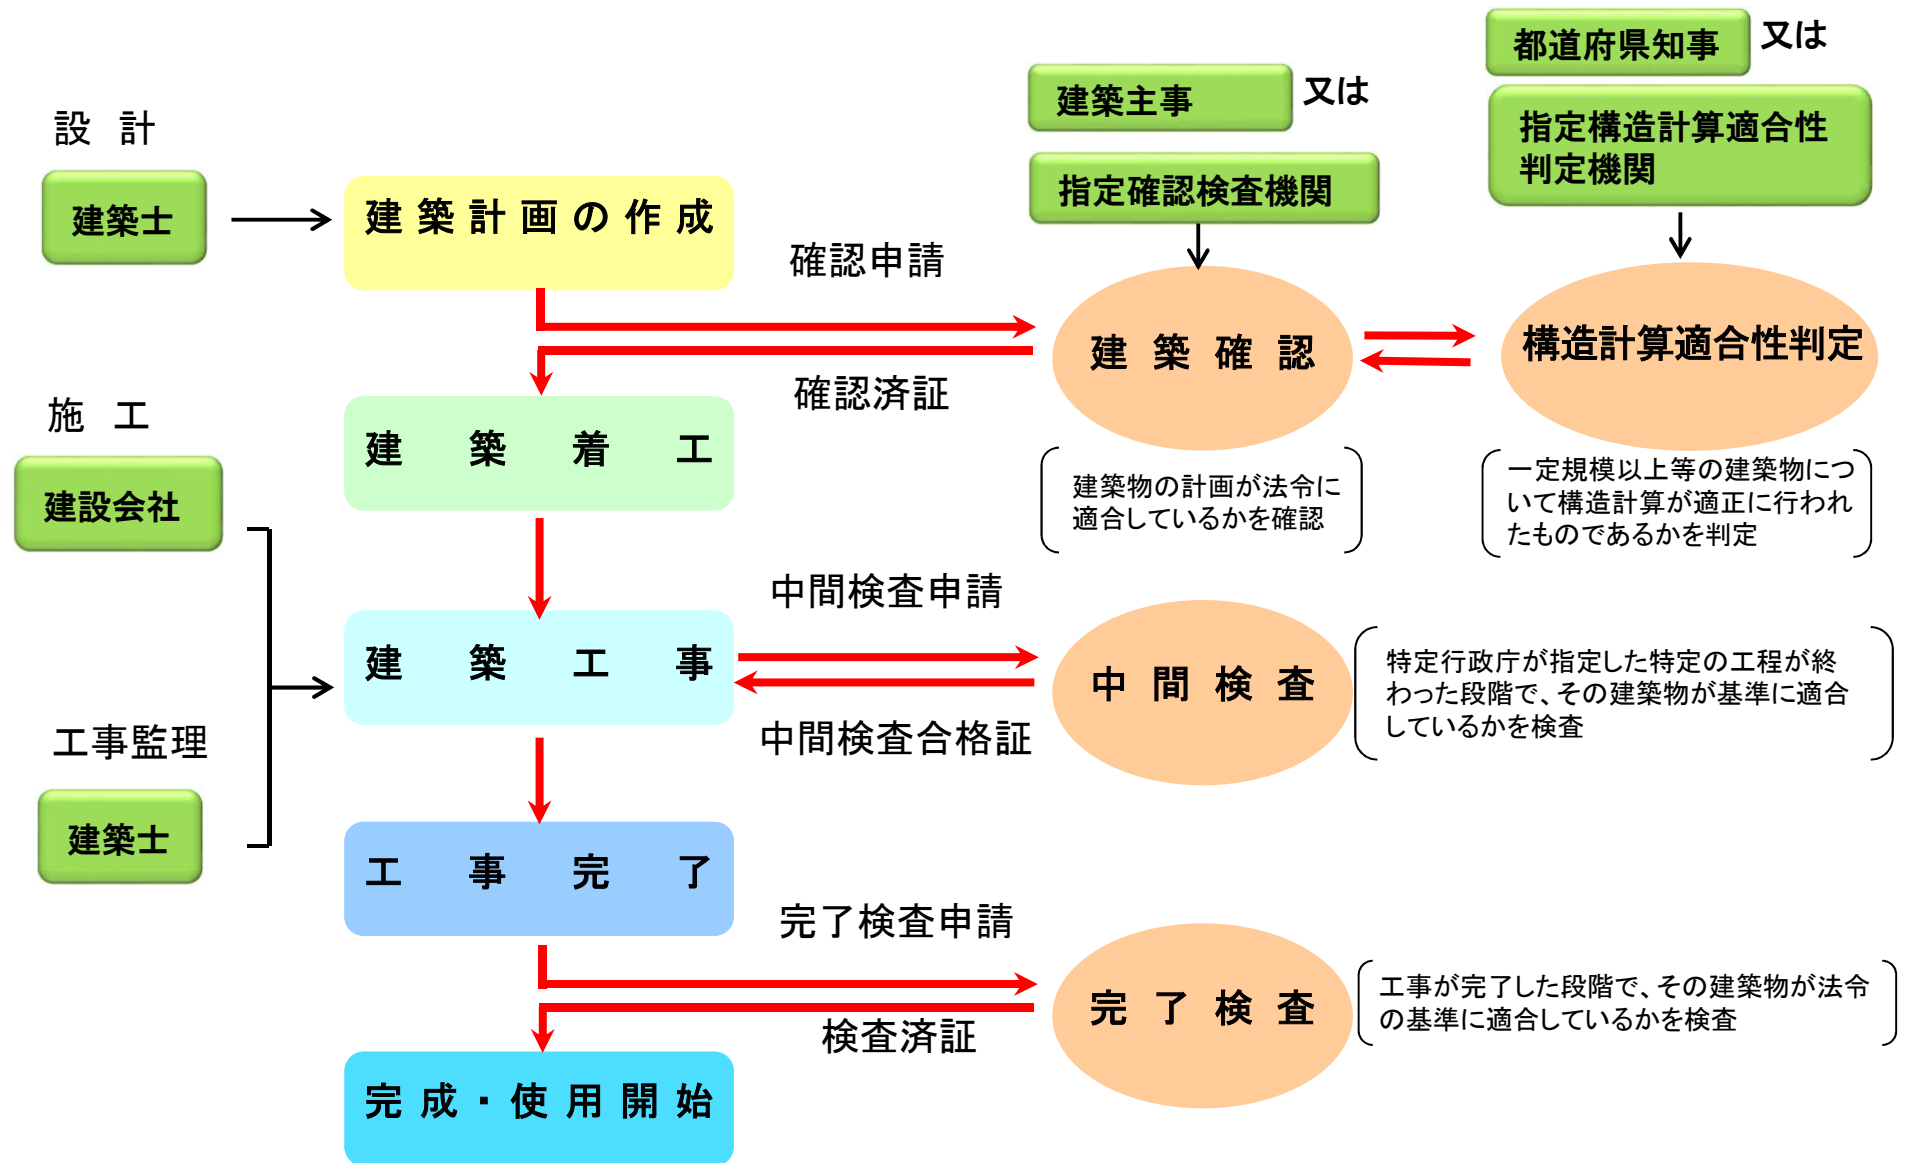 都道府県知事 又は
建築主事 又は
指定構造計算適合性
判定機関
設 計
指定確認検査機関
建築士
建築計画の作成
確認申請
建築確認
構造計算適合性判定
確認済証
施 工
建築着工
建設会社
建築物の計画が法令に
適合しているかを確認
一定規模以上等の建築物につ
いて構造計算が適正に行われ
たものであるかを判定
中間検査申請
建築工事
中間検査
特定行政庁が指定した特定の工程が終
わった段階で、その建築物が基準に適合
しているかを検査
中間検査合格証
工事監理
建築士
工事完了
完了検査申請
完了検査
工事が完了した段階で、その建築物が法令
の基準に適合しているかを検査
検査済証
完成・使用開始